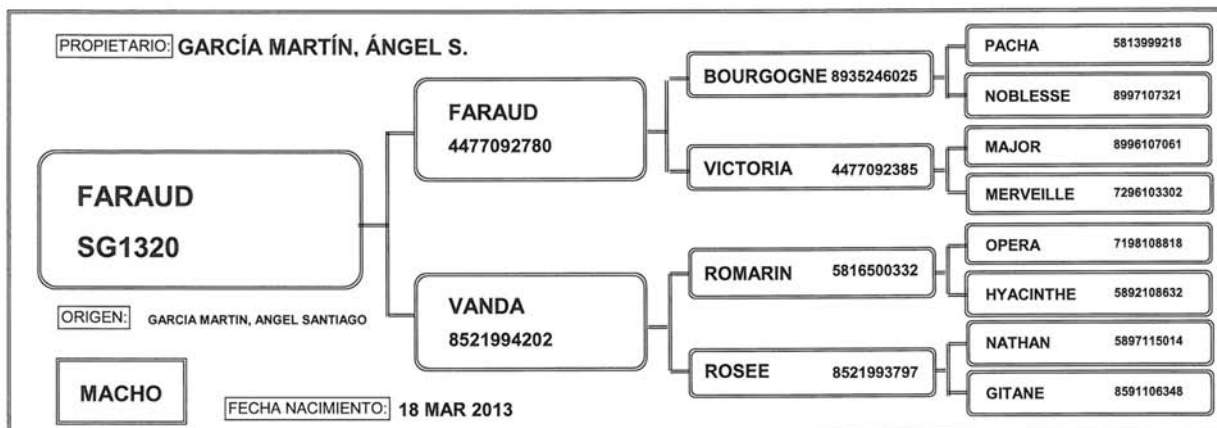 PROPIETARIO: GARCÍA MARTÍN, ÁNGEL S.
FARAUD
SG1320
ORIGEN: GARCIA MARTIN, ANGEL SANTIAGO
MACHO
FECHA NACIMIENTO: 18 MAR 2013
FARAUD
4477092780
VANDA
8521994202
BOURGOGNE 8935246025
VICTORIA 4477092385
ROMARIN 5816500332
ROSEE 8521993797
PACHA 5813999218
NOBLESSE 8997107321
MAJOR 8996107061
MERVEILLE 7296103302
OPERA 7198108818
HYACINTHE 5892108632
NATHAN 5897115014
GITANE 8591106348